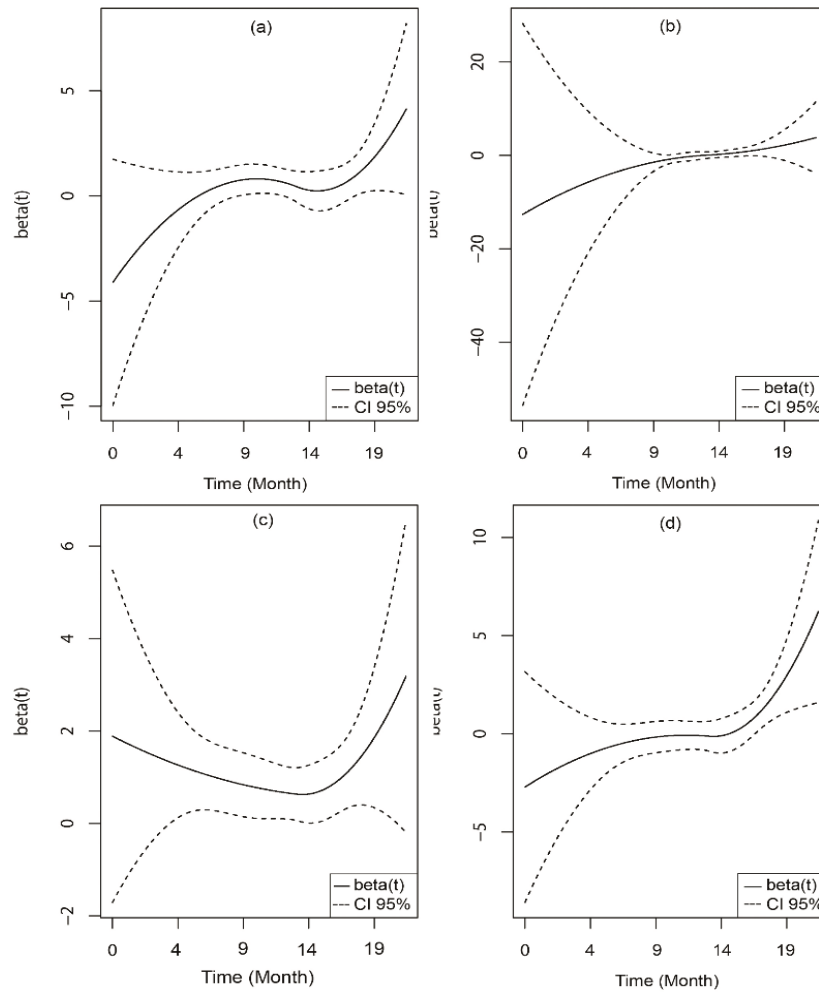 (a)
beta(t)
5
0
−5
−10
beta(t)
CI 95%
0 4 9 14 19
Time (Month)
(b)
beta(t)
20
0
−20
−40
beta(t)
CI 95%
0 4 9 14 19
Time (Month)
(c)
beta(t)
6
4
2
0
−2
beta(t)
CI 95%
0 4 9 14 19
Time (Month)
(d)
beta(t)
10
5
0
−5
beta(t)
CI 95%
0 4 9 14 19
Time (Month)